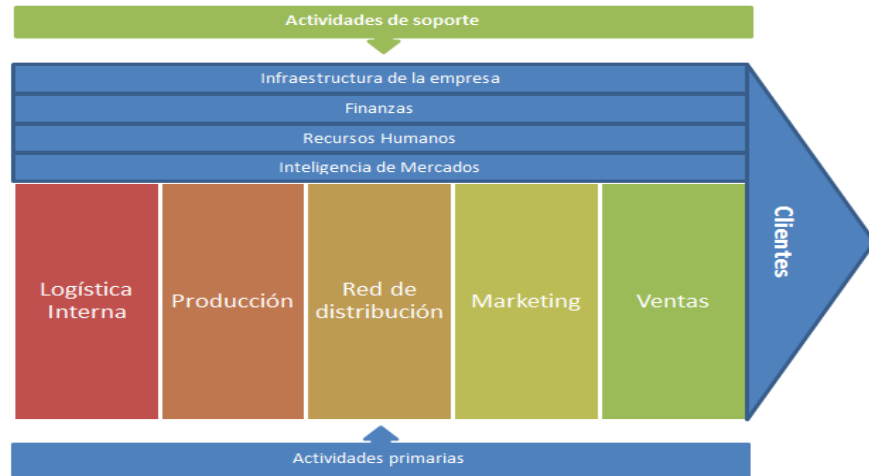 Actividades de soporte
Infraestructura de la empresa
Finanzas
Recursos Humanos
Inteligencia de Mercados
Logística
Interna
Producción
Red de
distribución
Marketing
Ventas
Clientes
Actividades primarias